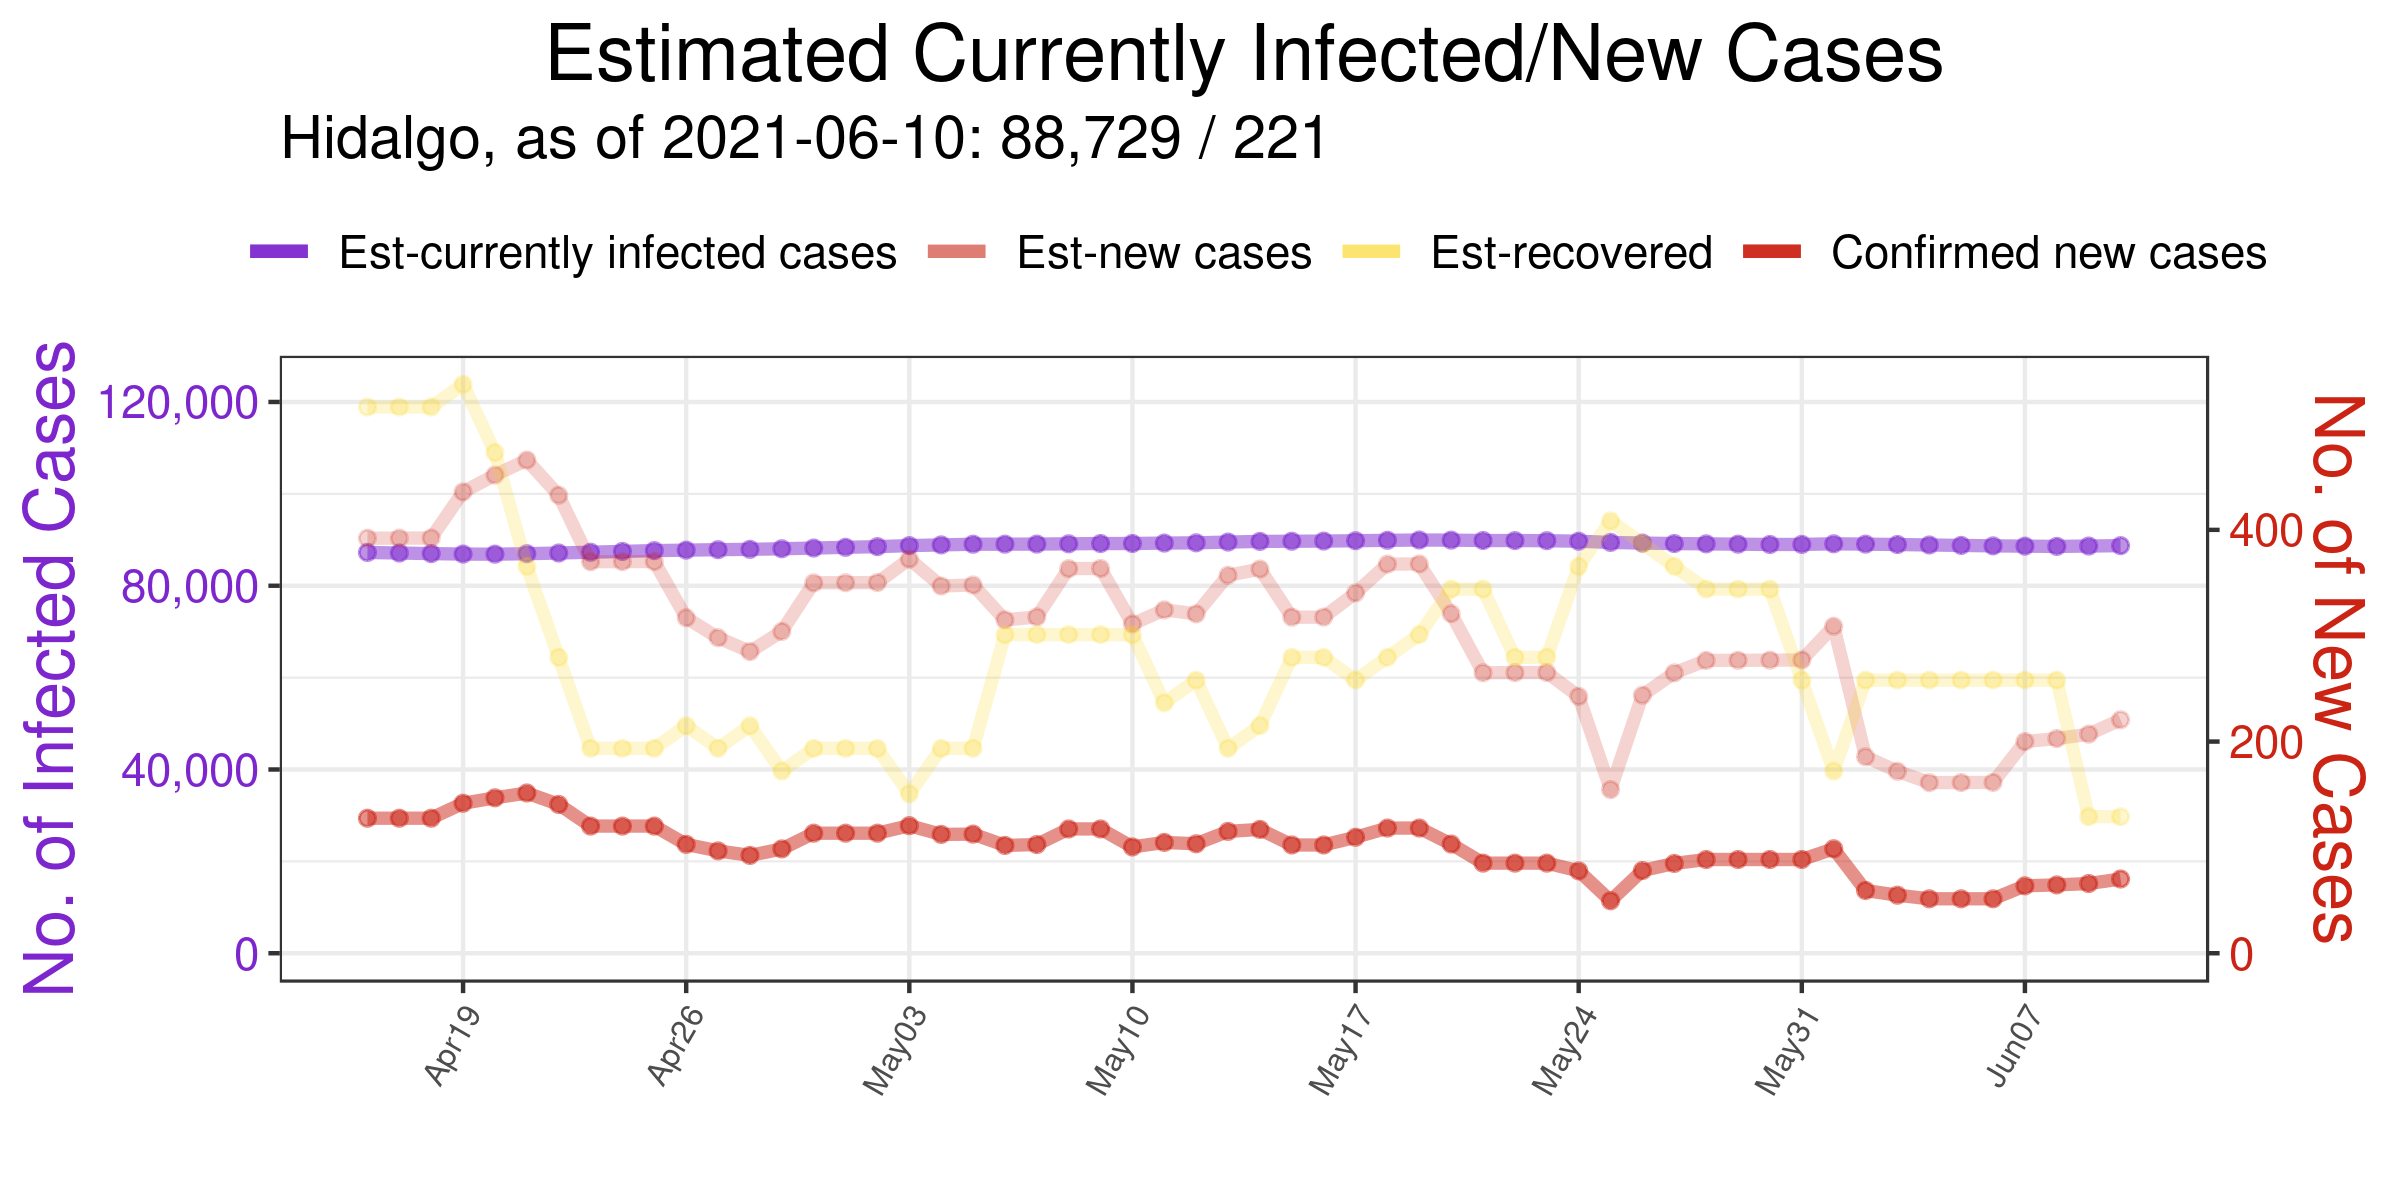 Estimated Currently Infected/New Cases
Hidalgo, as of 2021-06-10: 88,729 / 221
Est-currently infected cases Est-new cases Est-recovered Confirmed new cases
No. of Infected Cases
120,000
80,000
40,000
0
No. of New Cases
400
200
0
Apr19 Apr26 May03 May10 May17 May24 May31 Jun07